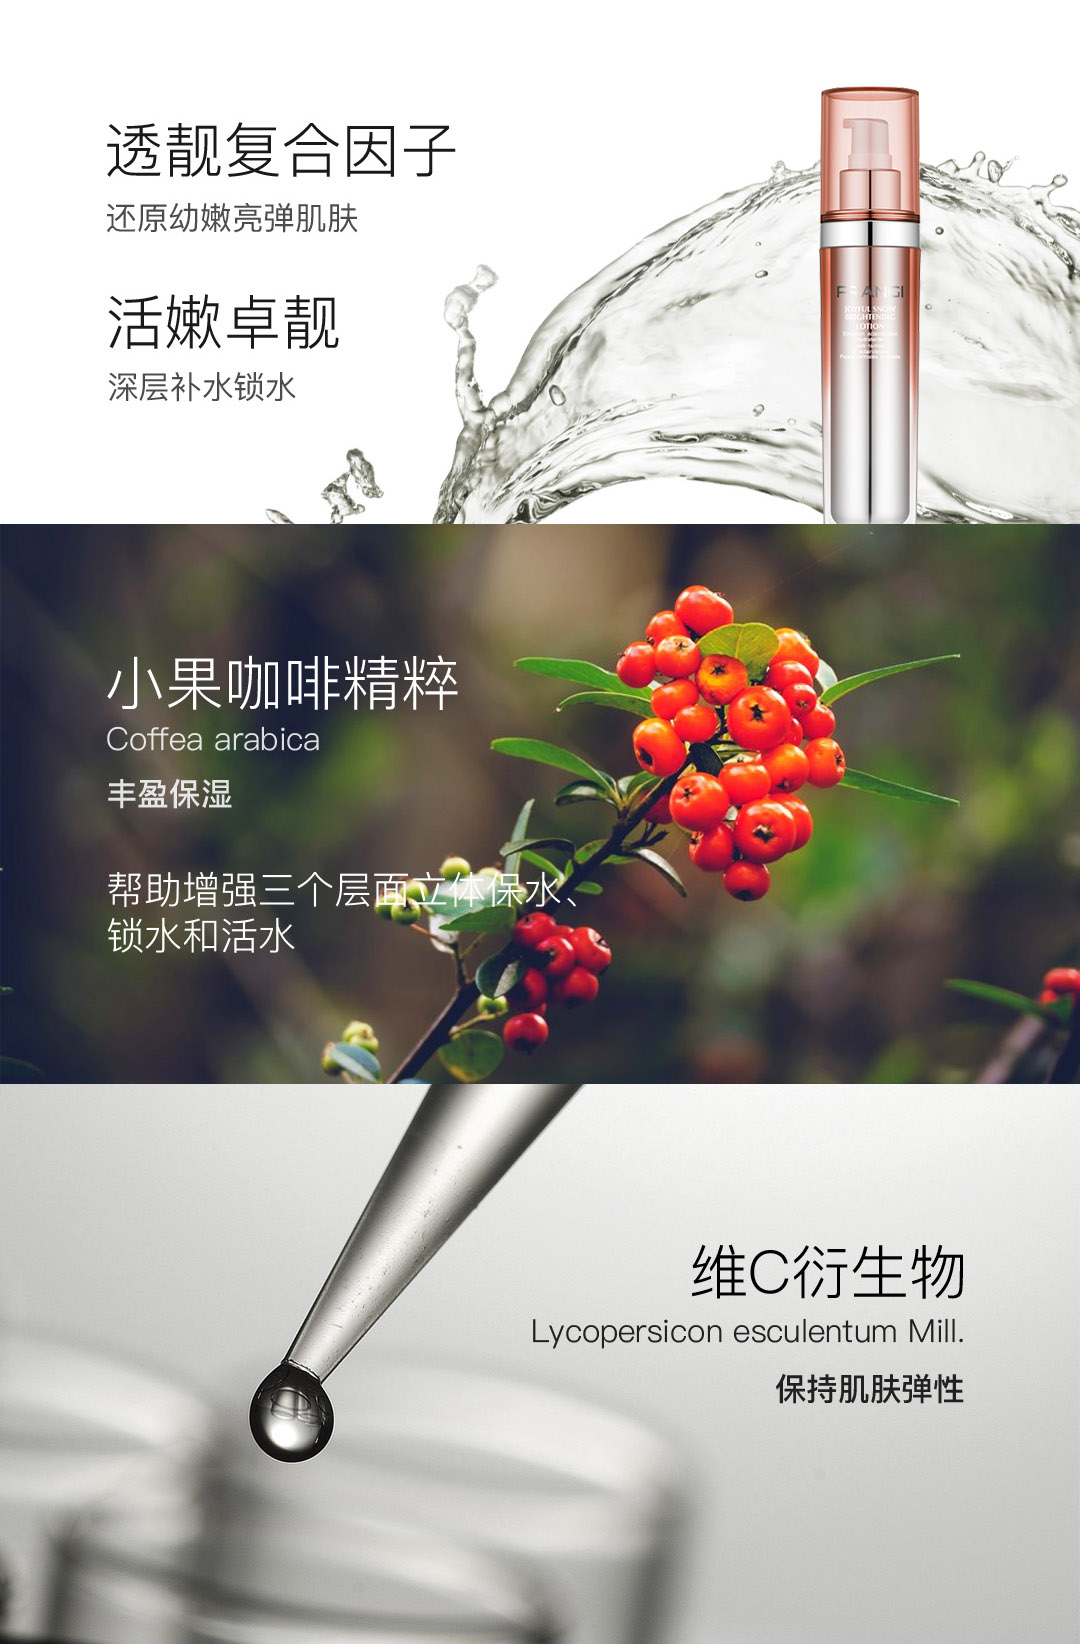 透靓复合因子
还原幼嫩亮弹肌肤
活嫩卓靓
深层补水锁水
FRANGI
JOYFUL SNOW
BRIGHTENING
LOTION
小果咖啡精粹
Coffea arabica
丰盈保湿
帮助增强三个层面立体保水、
锁水和活水
维C衍生物
Lycopersicon esculentum Mill.
保持肌肤弹性